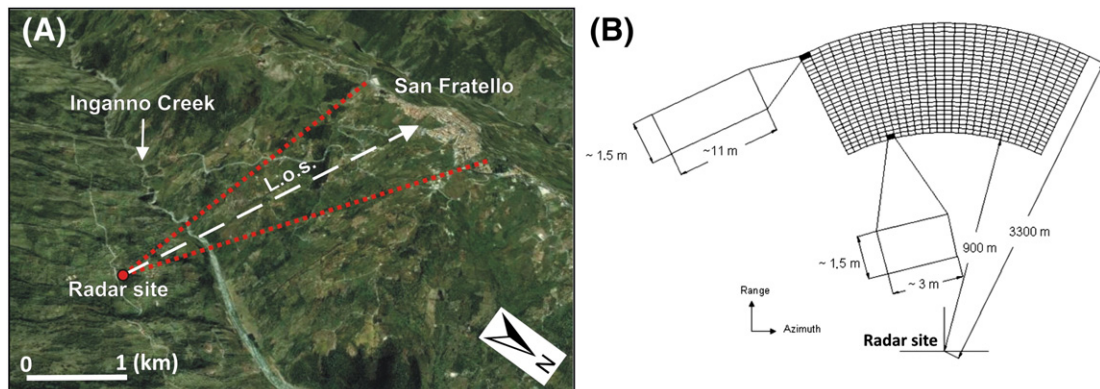 (A)
San Fratello
Inganno Creek
L.o.s.
Radar site
0 1 (km)
N
(B)
~ 1.5 m
~11 m
~ 1,5 m
~ 3 m
900 m
3300 m
Range
Azimuth
Radar site